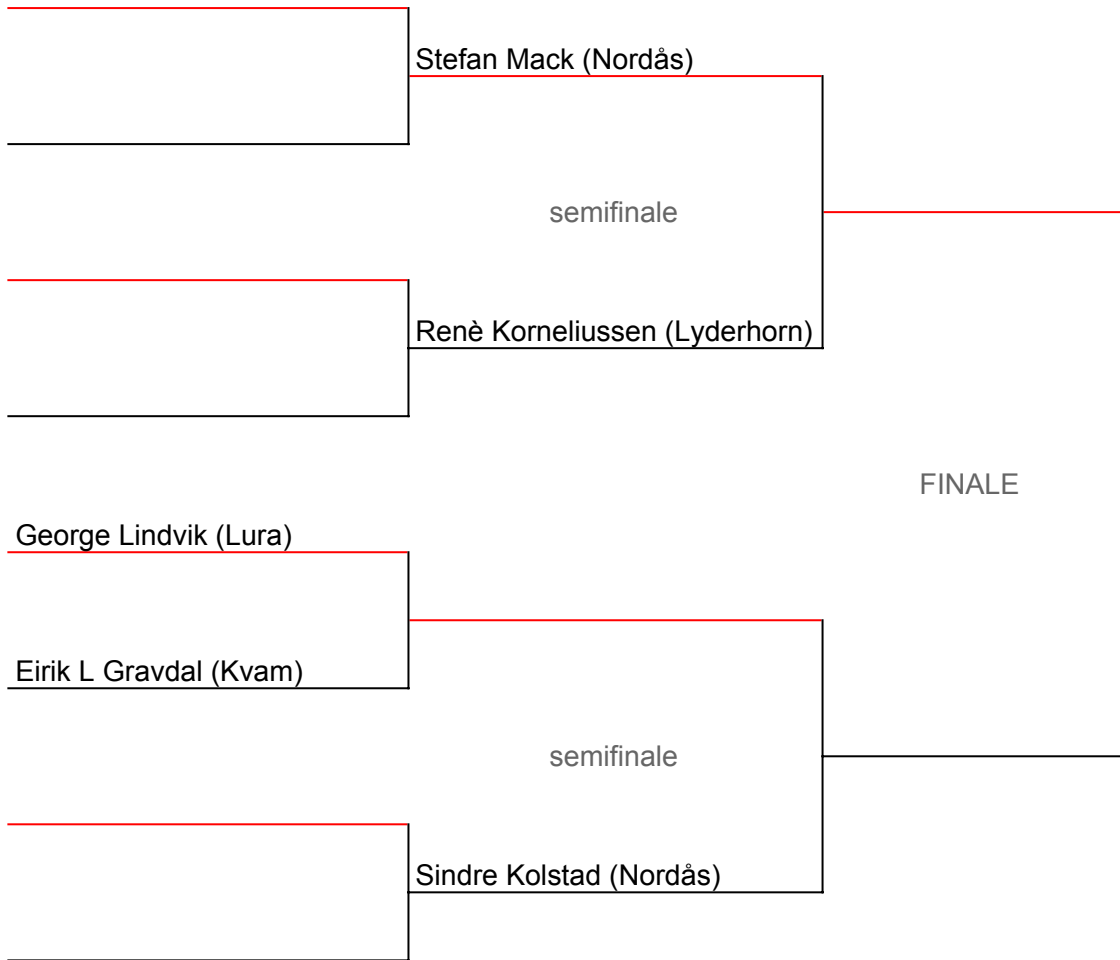 Stefan Mack (Nordås)
semifinale
Renè Korneliussen (Lyderhorn)
FINALE
George Lindvik (Lura)
Eirik L Gravdal (Kvam)
semifinale
Sindre Kolstad (Nordås)